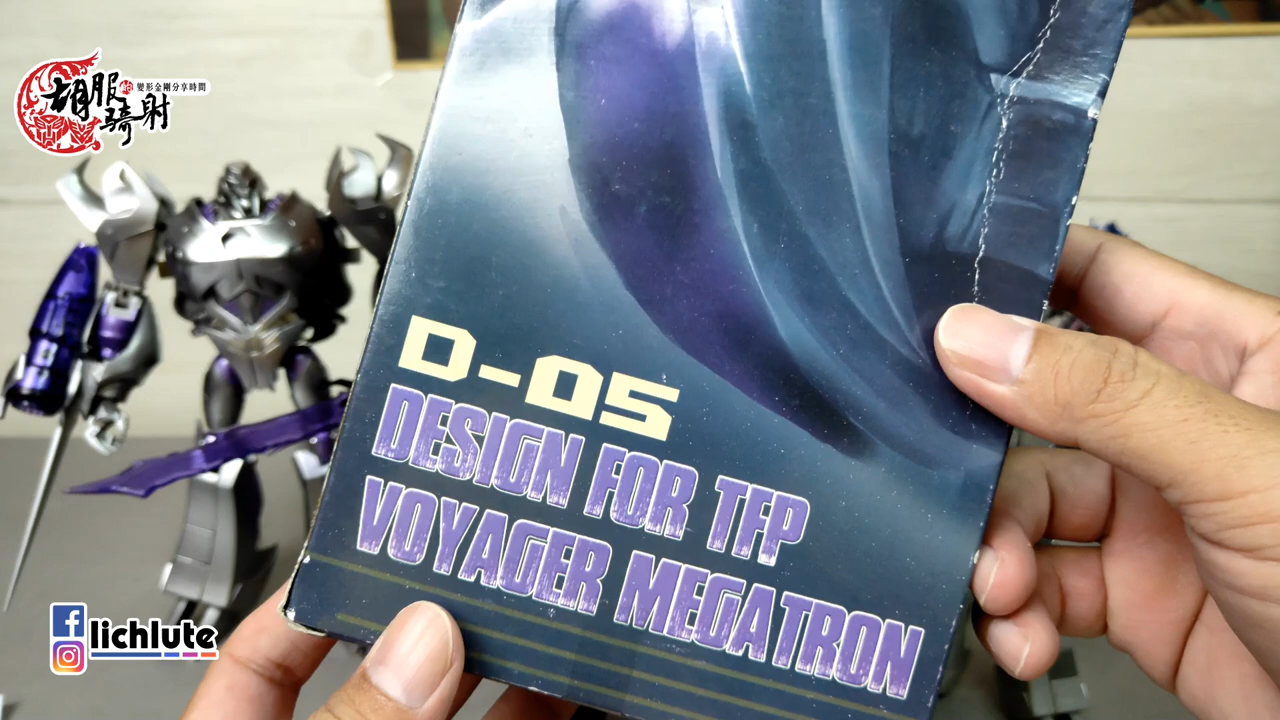 胡服騎射
的變形金剛分享時間
D-05
DESIGN FOR TFP
VOYAGER MEGATRON
lichlute